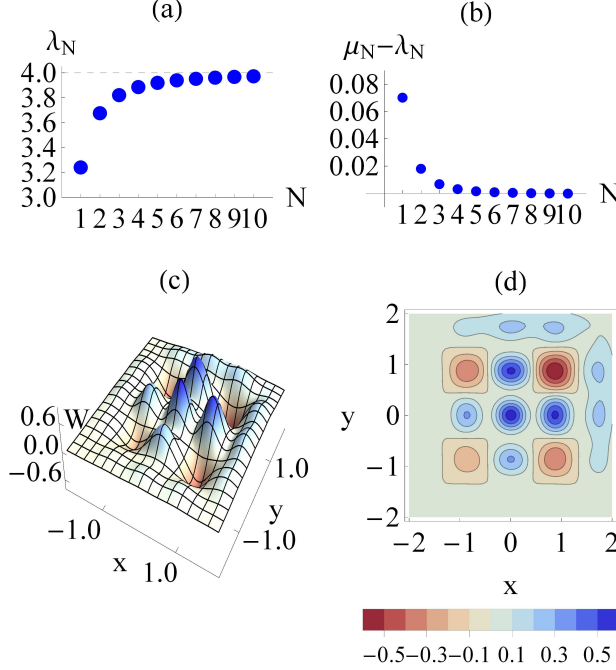 (a)
λ_N
4.0
3.8
3.6
3.4
3.2
3.0
1 2 3 4 5 6 7 8 9 10
N
(b)
μ_N−λ_N
0.08
0.06
0.04
0.02
1 2 3 4 5 6 7 8 9 10
N
(c)
W
0.6
0.0
−0.6
−1.0
x
1.0
1.0
y
−1.0
(d)
2
1
y 0
−1
−2
−2 −1 0 1 2
x
−0.5 −0.3 −0.1 0.1 0.3 0.5